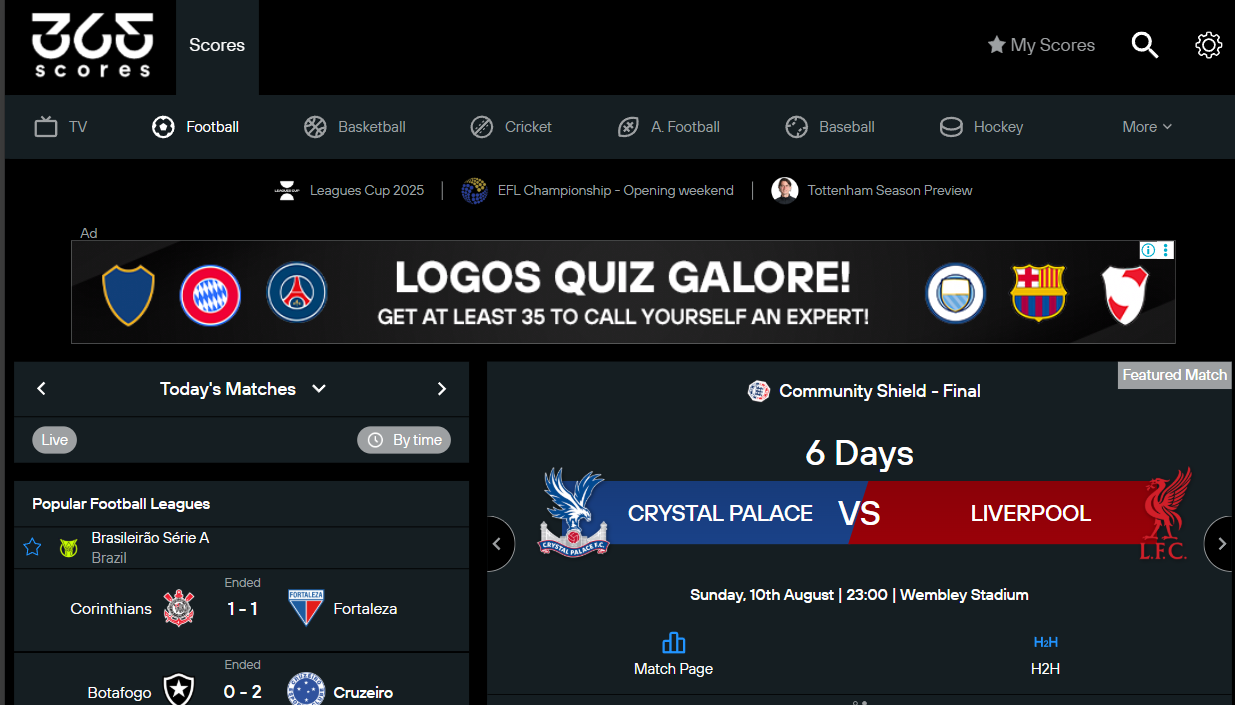 365
scores
Scores
My Scores
TV
Football
Basketball
Cricket
A. Football
Baseball
Hockey
More
Leagues Cup 2025
EFL Championship - Opening weekend
Tottenham Season Preview
Ad
LOGOS QUIZ GALORE!
GET AT LEAST 35 TO CALL YOURSELF AN EXPERT!
Today's Matches
Live
By time
Popular Football Leagues
Brasileirão Série A
Brazil
Ended
Corinthians
1 - 1
FORTALEZA
Fortaleza
Ended
Botafogo
0 - 2
Cruzeiro
Featured Match
Community Shield - Final
6 Days
CRYSTAL PALACE F.C.
CRYSTAL PALACE VS LIVERPOOL
L.F.C.
Sunday, 10th August | 23:00 | Wembley Stadium
Match Page
H2H
H2H